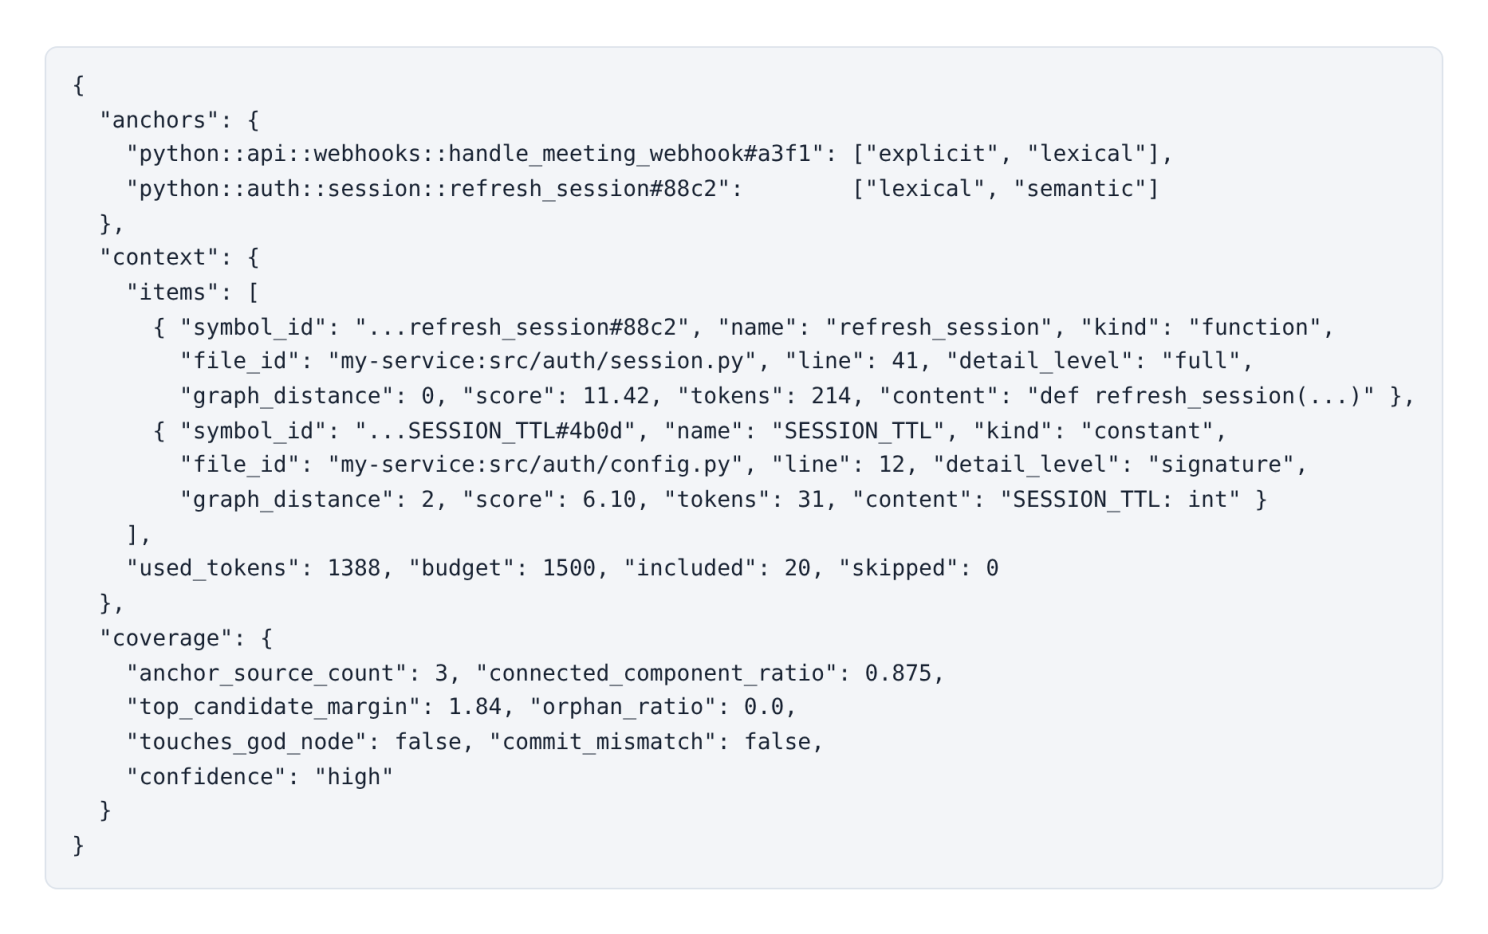 {
  "anchors": {
    "python::api::webhooks::handle_meeting_webhook#a3f1": ["explicit", "lexical"],
    "python::auth::session::refresh_session#88c2":        ["lexical", "semantic"]
  },
  "context": {
    "items": [
      { "symbol_id": "...refresh_session#88c2", "name": "refresh_session", "kind": "function",
        "file_id": "my-service:src/auth/session.py", "line": 41, "detail_level": "full",
        "graph_distance": 0, "score": 11.42, "tokens": 214, "content": "def refresh_session(...)" },
      { "symbol_id": "...SESSION_TTL#4b0d", "name": "SESSION_TTL", "kind": "constant",
        "file_id": "my-service:src/auth/config.py", "line": 12, "detail_level": "signature",
        "graph_distance": 2, "score": 6.10, "tokens": 31, "content": "SESSION_TTL: int" }
    ],
    "used_tokens": 1388, "budget": 1500, "included": 20, "skipped": 0
  },
  "coverage": {
    "anchor_source_count": 3, "connected_component_ratio": 0.875,
    "top_candidate_margin": 1.84, "orphan_ratio": 0.0,
    "touches_god_node": false, "commit_mismatch": false,
    "confidence": "high"
  }
}